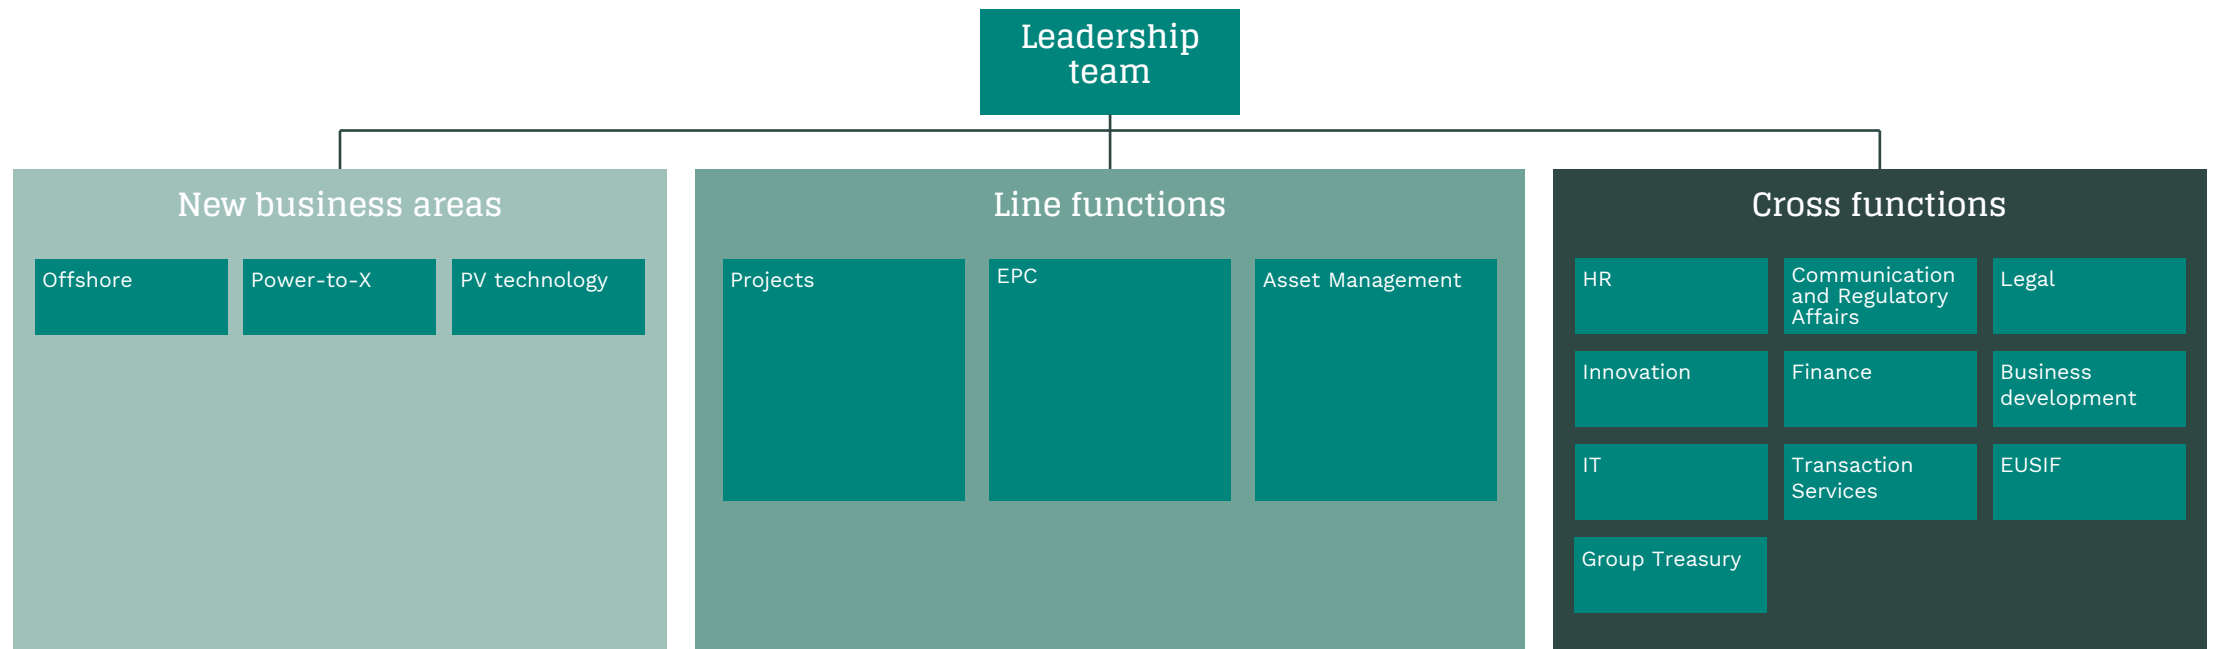 Leadership
team
New business areas
Offshore
Power-to-X
PV technology
Line functions
Projects
EPC
Asset Management
Cross functions
HR
Communication
and Regulatory
Affairs
Legal
Innovation
Finance
Business
development
IT
Transaction
Services
EUSIF
Group Treasury